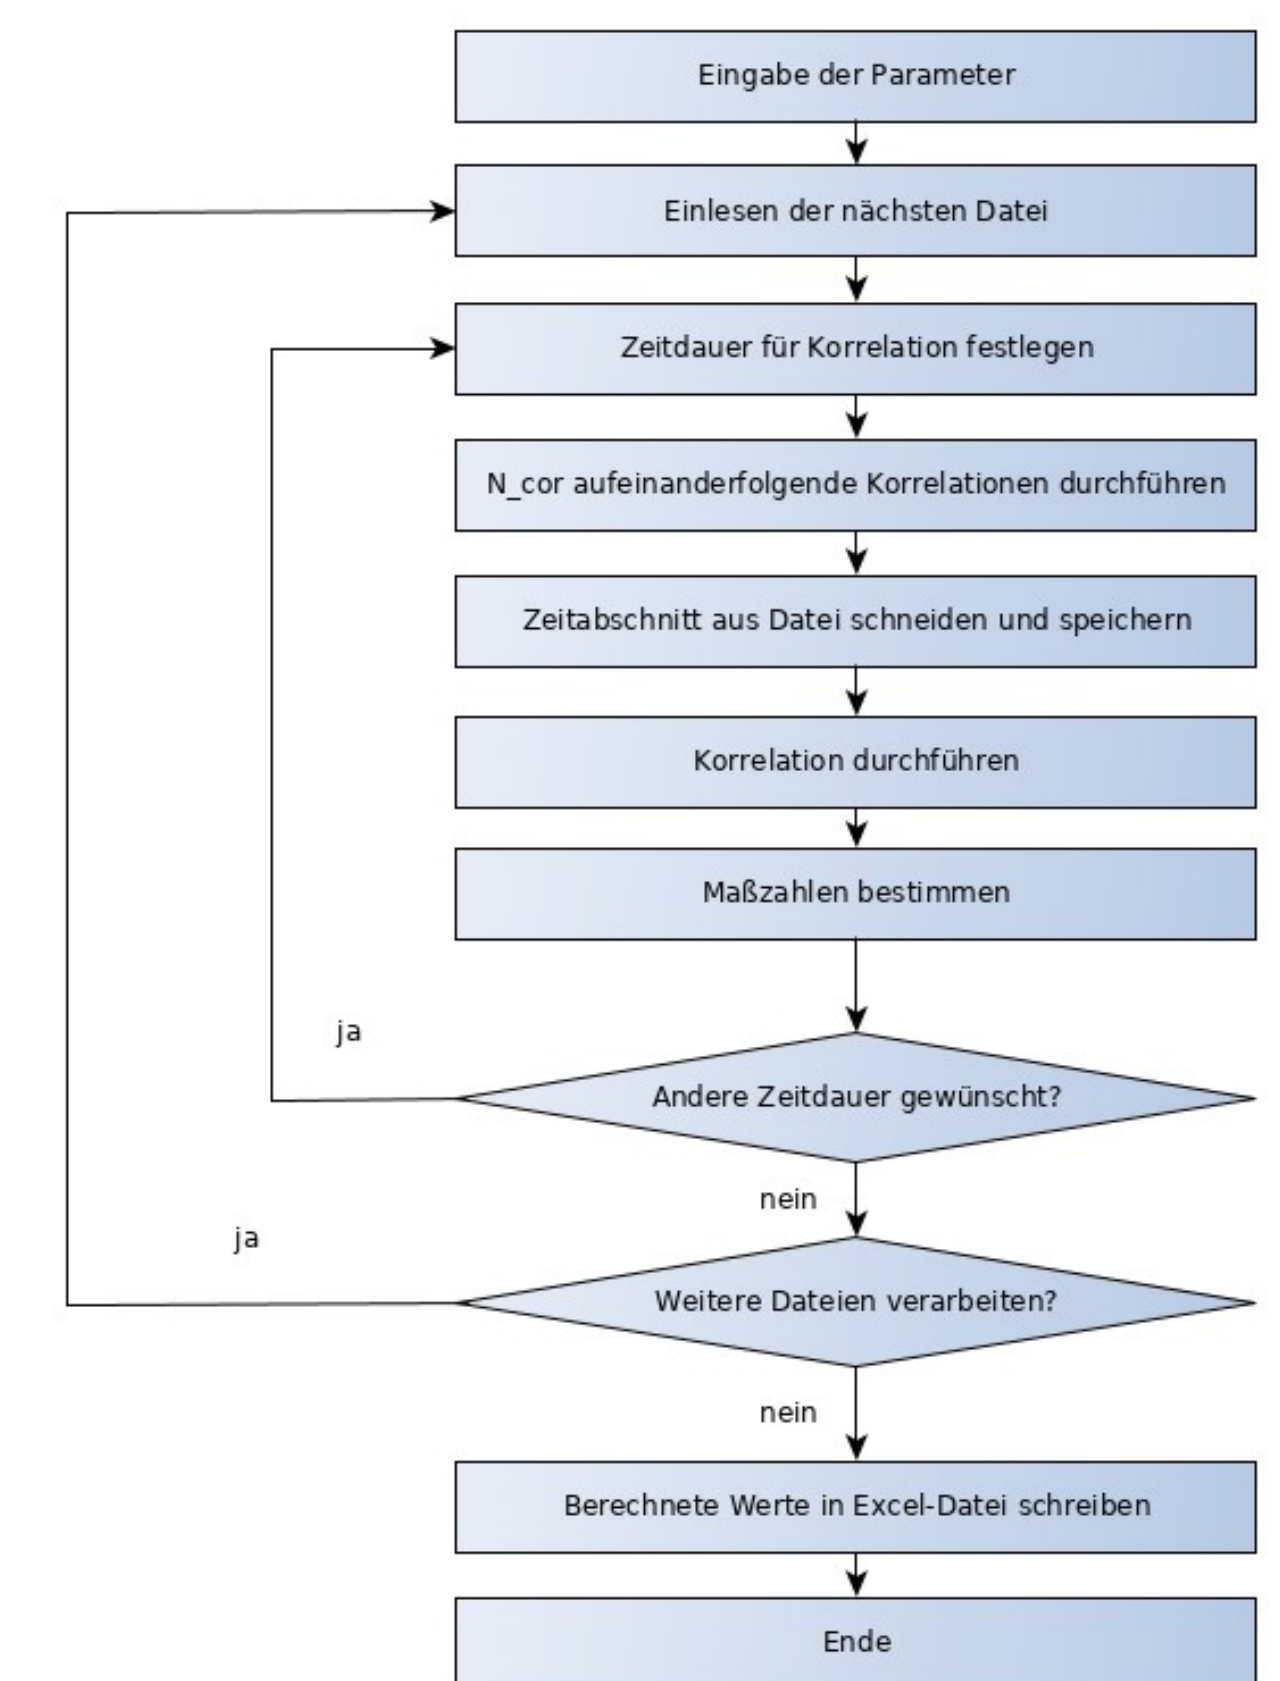 Eingabe der Parameter
Einlesen der nächsten Datei
Zeitdauer für Korrelation festlegen
N_cor aufeinanderfolgende Korrelationen durchführen
Zeitabschnitt aus Datei schneiden und speichern
Korrelation durchführen
Maßzahlen bestimmen
ja
Andere Zeitdauer gewünscht?
nein
ja
Weitere Dateien verarbeiten?
nein
Berechnete Werte in Excel-Datei schreiben
Ende